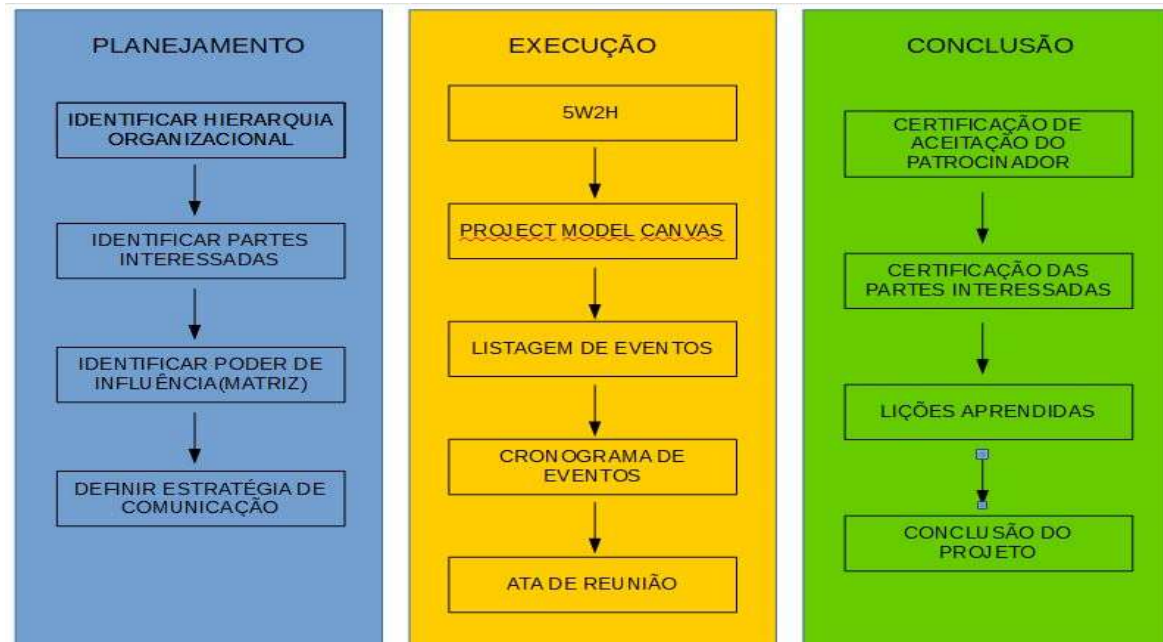 PLANEJAMENTO
IDENTIFICAR HIERARQUIA
ORGANIZACIONAL
IDENTIFICAR PARTES
INTERESSADAS
IDENTIFICAR PODER DE
INFLUÊNCIA(MATRIZ)
DEFINIR ESTRATÉGIA DE
COMUNICAÇÃO
EXECUÇÃO
5W2H
PROJECT MODEL CANVAS
LISTAGEM DE EVENTOS
CRONOGRAMA DE
EVENTOS
ATA DE REUNIÃO
CONCLUSÃO
CERTIFICAÇÃO DE
ACEITAÇÃO DO
PATROCINADOR
CERTIFICAÇÃO DAS
PARTES INTERESSADAS
LIÇÕES APRENDIDAS
CONCLUSÃO DO
PROJETO